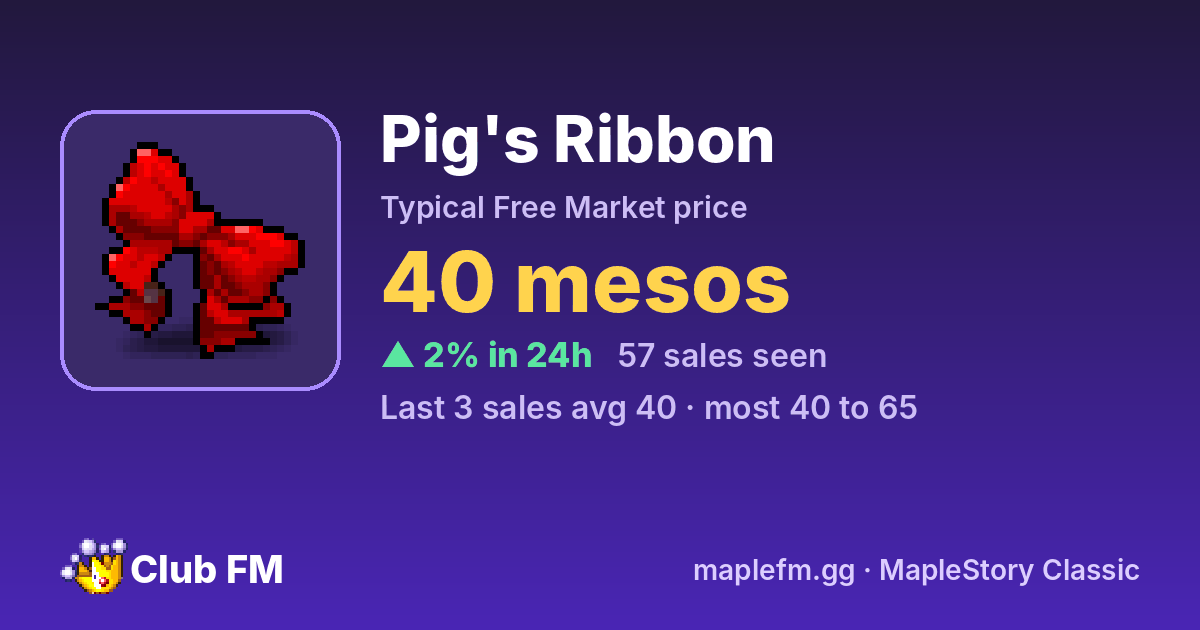 Pig's Ribbon
Typical Free Market price
40 mesos
▲ 2% in 24h 57 sales seen
Last 3 sales avg 40 · most 40 to 65
Club FM
maplefm.gg · MapleStory Classic